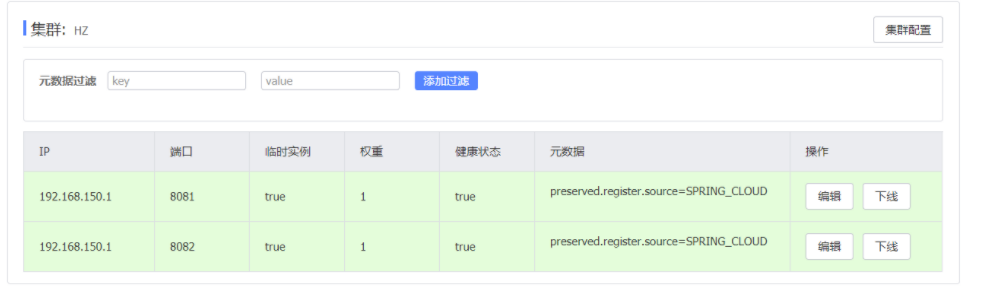 集群: HZ 集群配置
元数据过滤 key value 添加过滤
IP 端口 临时实例 权重 健康状态 元数据 操作
192.168.150.1 8081 true 1 true preserved.register.source=SPRING_CLOUD 编辑 下线
192.168.150.1 8082 true 1 true preserved.register.source=SPRING_CLOUD 编辑 下线